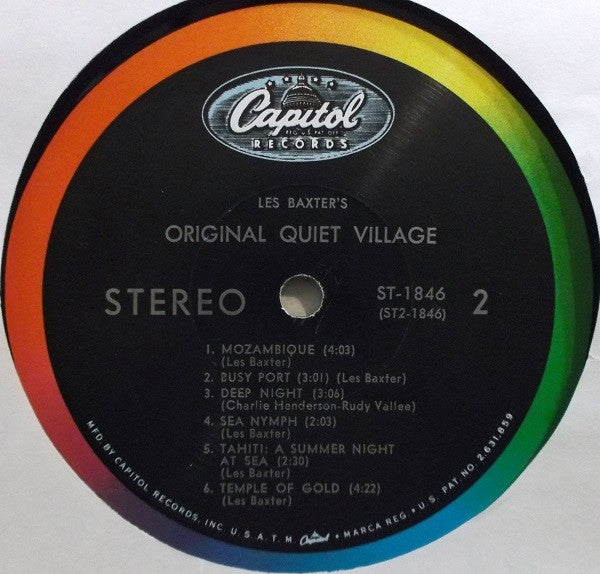 Capitol
REG. U.S. PAT. OFF.
RECORDS
LES BAXTER'S
ORIGINAL QUIET VILLAGE
STEREO
ST-1846
(ST2-1846)
2
1. MOZAMBIQUE (4:03)
(Les Baxter)
2. BUSY PORT (3:01) (Les Baxter)
3. DEEP NIGHT (3:06)
(Charlie Henderson-Rudy Vallee)
4. SEA NYMPH (2:03)
(Les Baxter)
5. TAHITI: A SUMMER NIGHT
AT SEA (2:30)
(Les Baxter)
6. TEMPLE OF GOLD (4:22)
(Les Baxter)
MFD. BY CAPITOL RECORDS, INC. U.S.A. T.M. Capitol • MARCA REG. • U.S. PAT. NO. 2,631,859